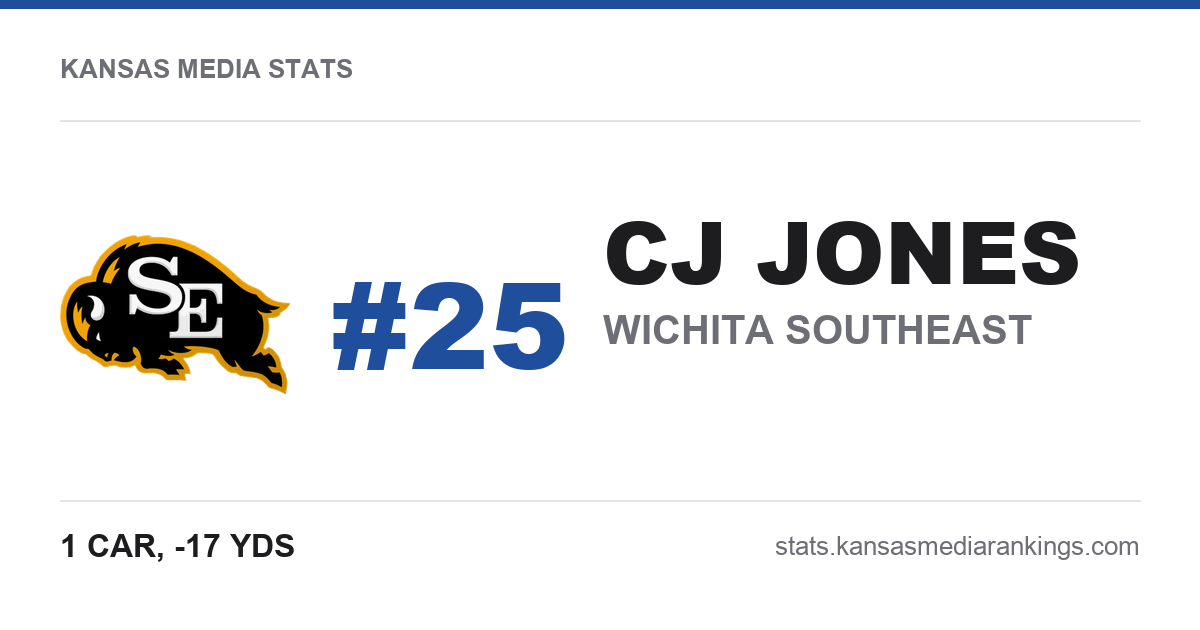 KANSAS MEDIA STATS
SE
#25
CJ JONES
WICHITA SOUTHEAST
1 CAR, -17 YDS
stats.kansasmediarankings.com